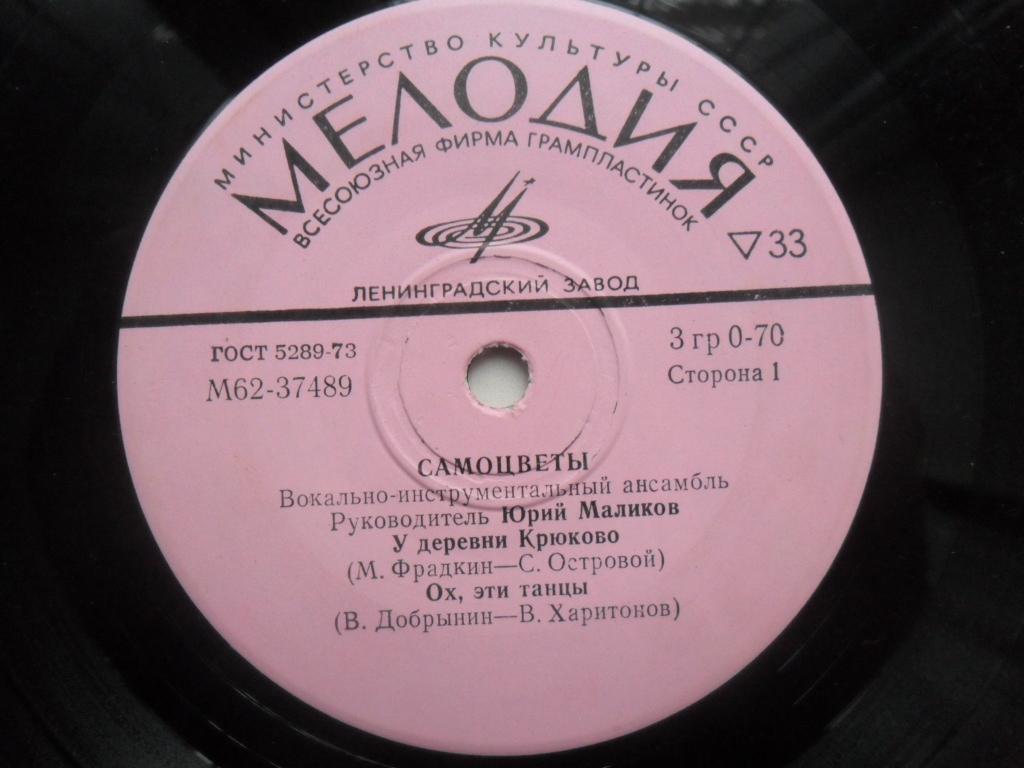 МИНИСТЕРСТВО КУЛЬТУРЫ СССР
МЕЛОДИЯ
ВСЕСОЮЗНАЯ ФИРМА ГРАМПЛАСТИНОК
▽33
ЛЕНИНГРАДСКИЙ ЗАВОД
ГОСТ 5289-73
3 гр 0-70
М62-37489
Сторона 1
САМОЦВЕТЫ
Вокально-инструментальный ансамбль
Руководитель Юрий Маликов
У деревни Крюково
(М. Фрадкин—С. Островой)
Ох, эти танцы
(В. Добрынин—В. Харитонов)